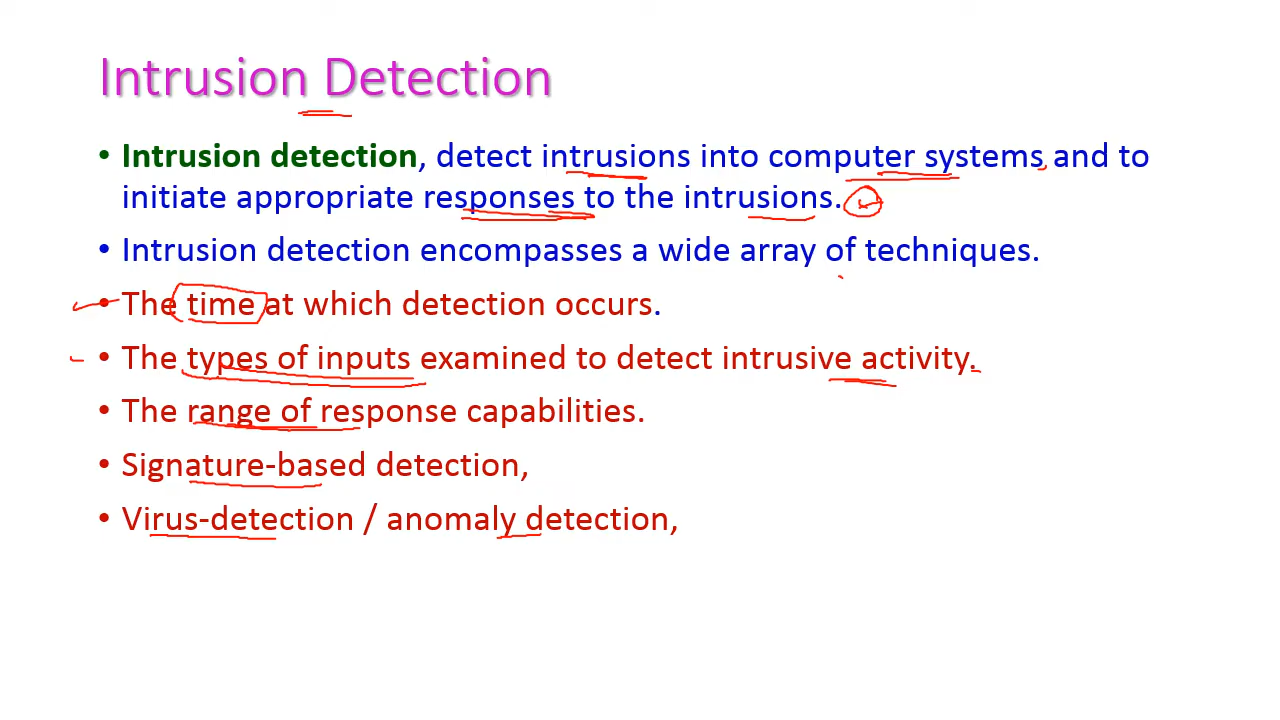 Intrusion Detection
• Intrusion detection, detect intrusions into computer systems, and to
initiate appropriate responses to the intrusions.
• Intrusion detection encompasses a wide array of techniques.
• The time at which detection occurs.
• The types of inputs examined to detect intrusive activity.
• The range of response capabilities.
• Signature-based detection,
• Virus-detection / anomaly detection,